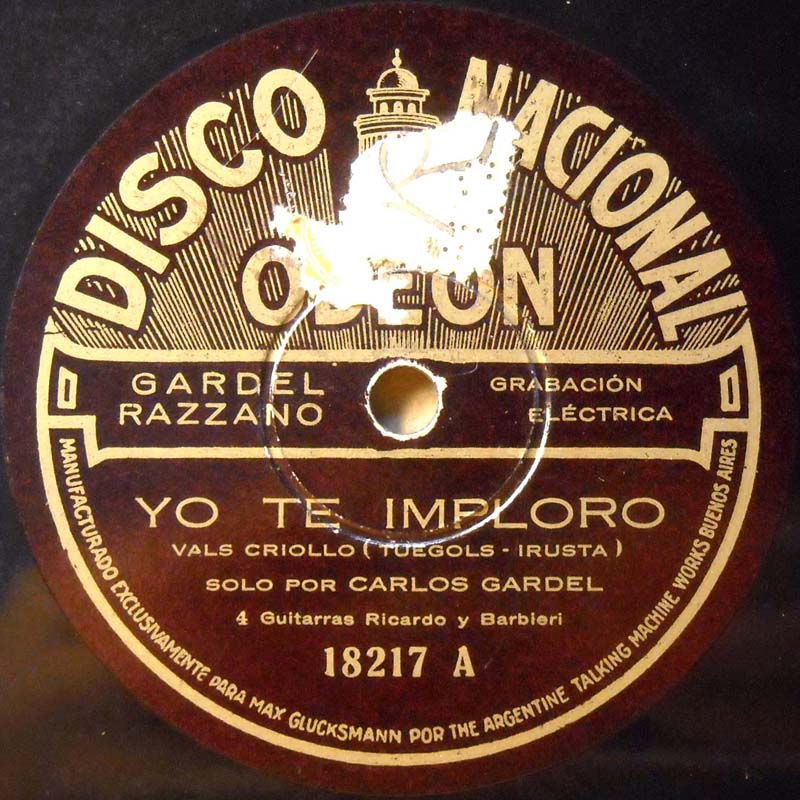 DISCO NACIONAL
ODEON
GARDEL
RAZZANO
GRABACIÓN
ELÉCTRICA
YO TE IMPLORO
VALS CRIOLLO (TUEGOLS - IRUSTA)
SOLO POR CARLOS GARDEL
4 Guitarras Ricardo y Barbieri
18217 A
MANUFACTURADO EXCLUSIVAMENTE PARA MAX GLUCKSMANN POR THE ARGENTINE TALKING MACHINE WORKS BUENOS AIRES